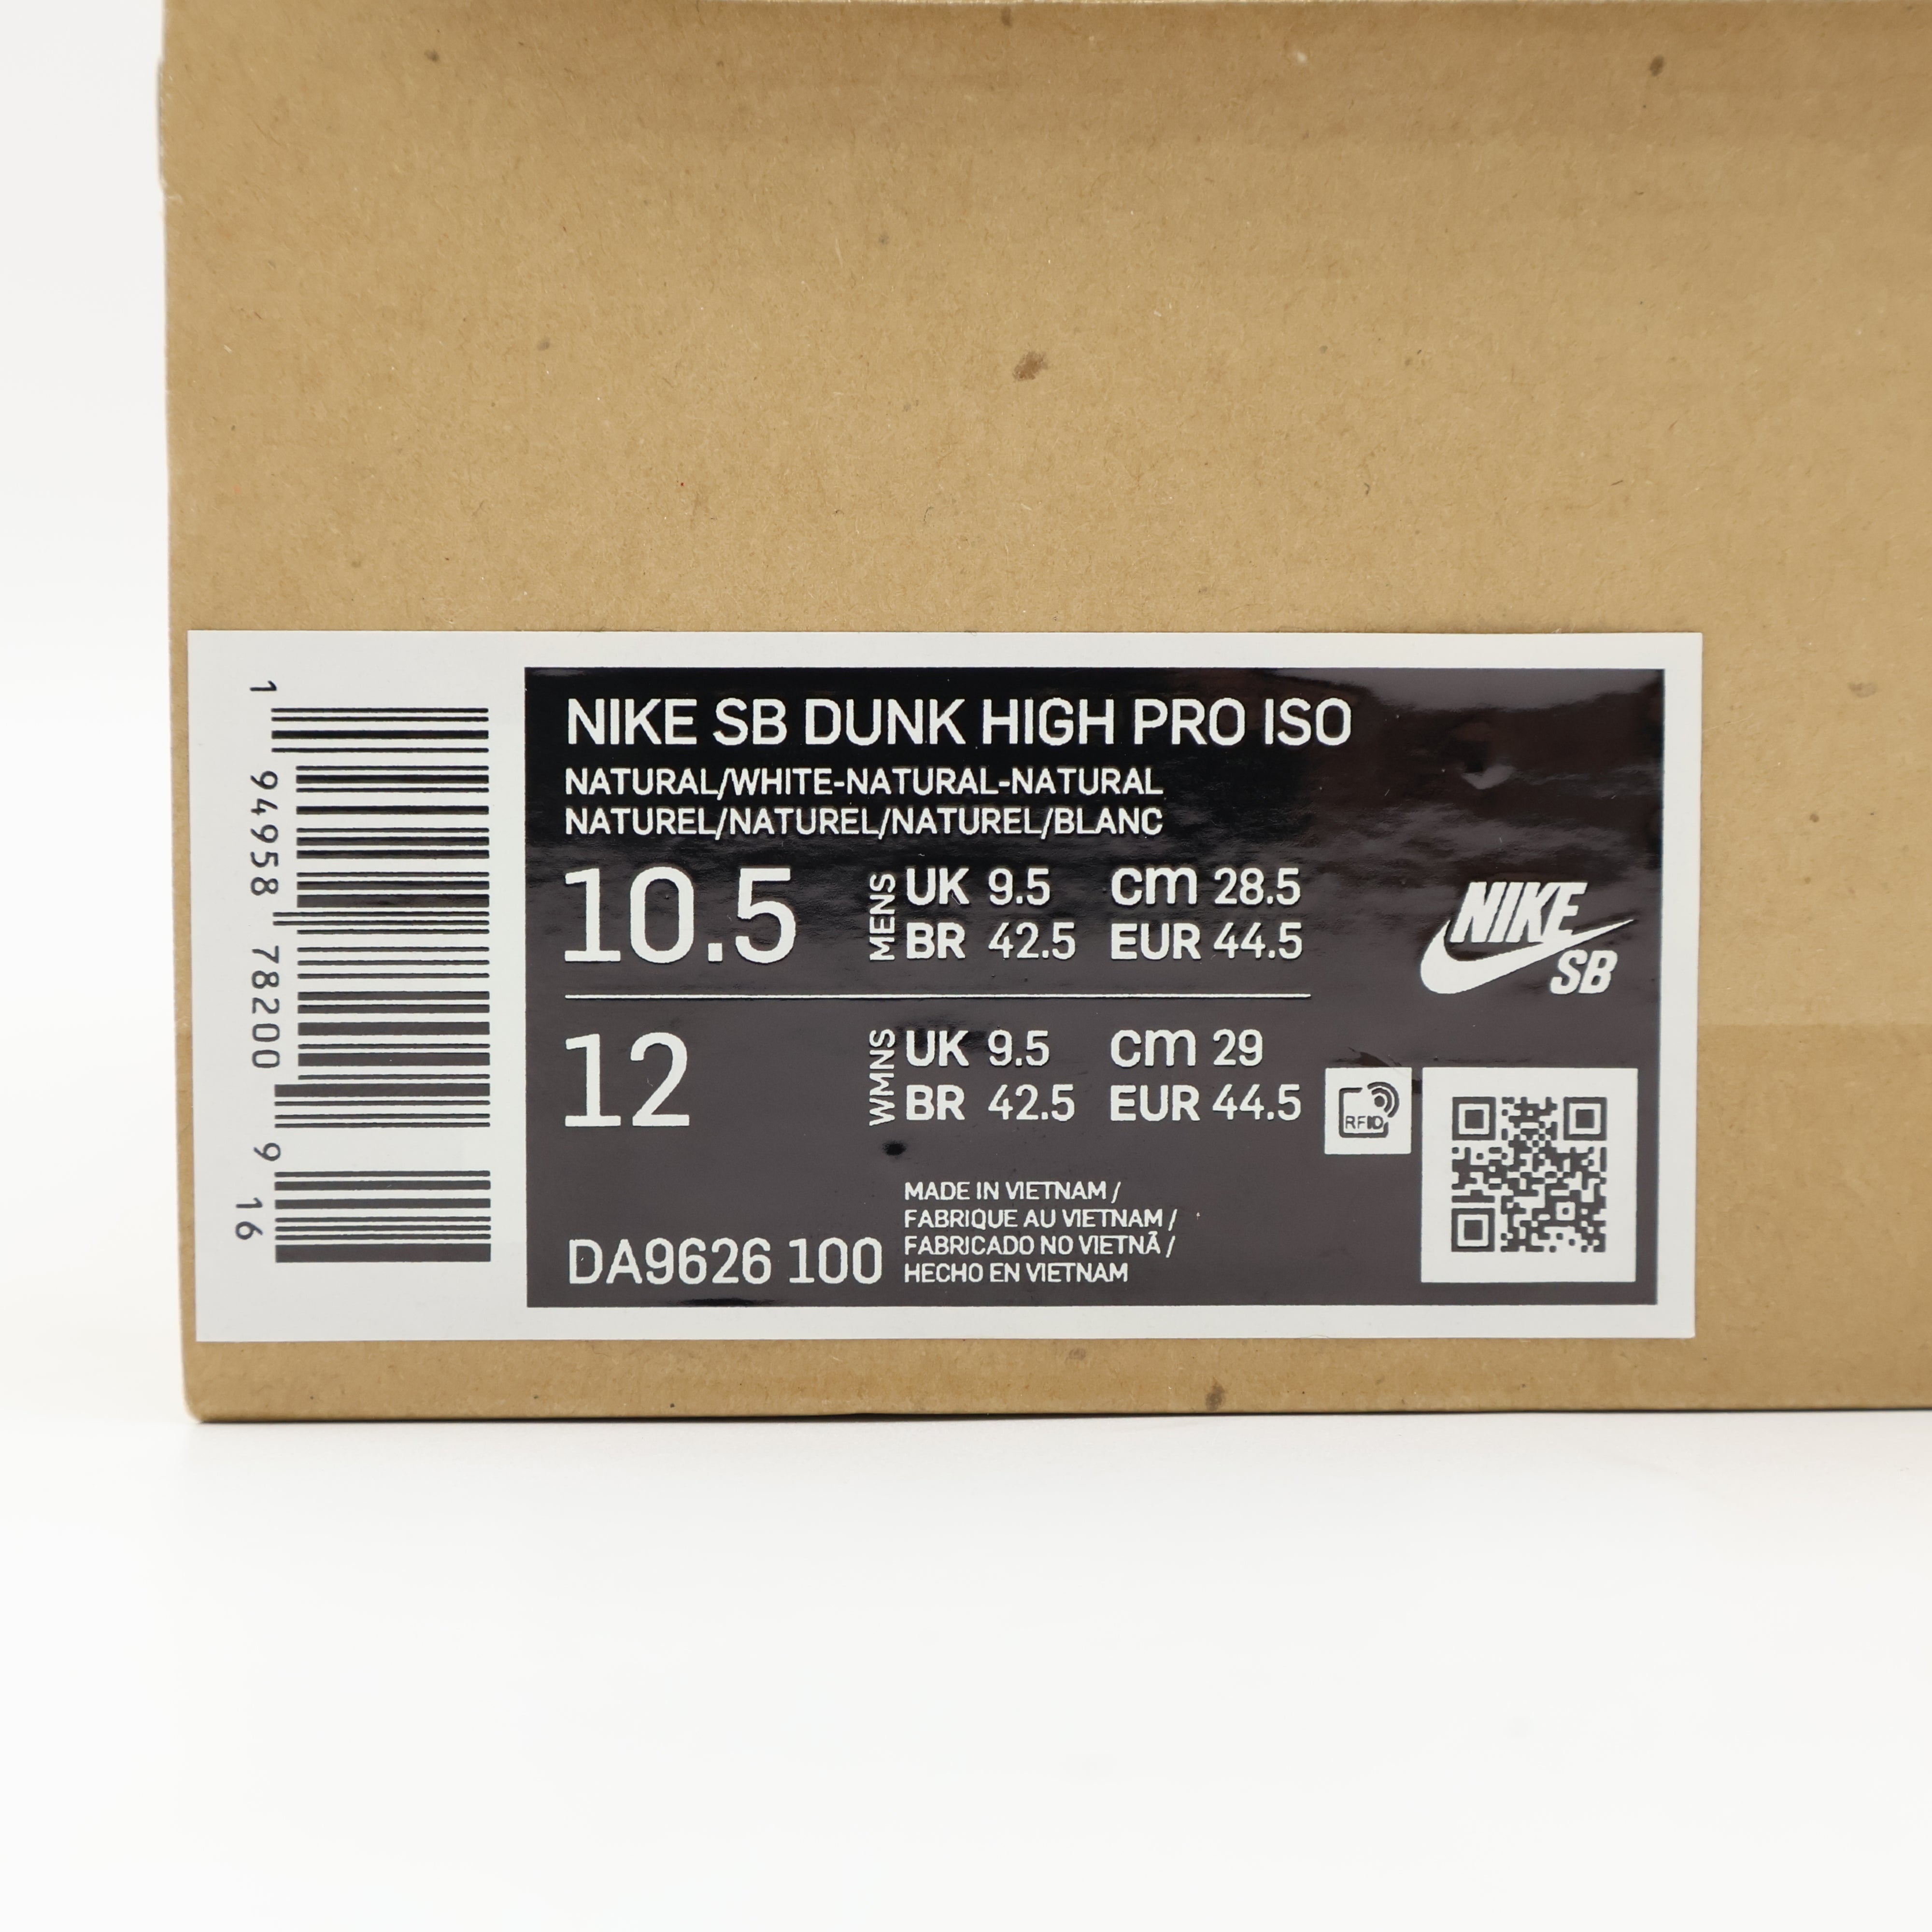 1 94958 78200 9 16
NIKE SB DUNK HIGH PRO ISO
NATURAL/WHITE-NATURAL-NATURAL
NATUREL/NATUREL/NATUREL/BLANC
10.5 MENS UK 9.5 cm 28.5
BR 42.5 EUR 44.5
12 WMNS UK 9.5 cm 29
BR 42.5 EUR 44.5
NIKE
SB
RFID
MADE IN VIETNAM /
FABRIQUE AU VIETNAM /
FABRICADO NO VIETNÃ /
HECHO EN VIETNAM
DA9626 100